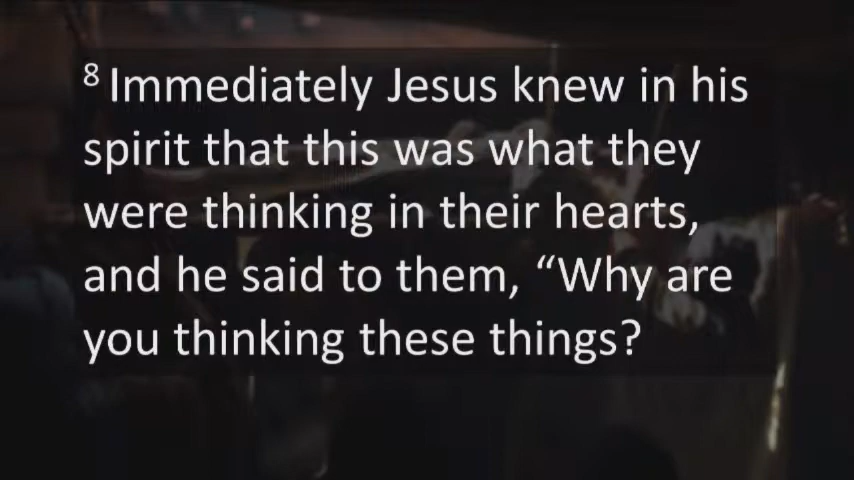 8 Immediately Jesus knew in his
spirit that this was what they
were thinking in their hearts,
and he said to them, “Why are
you thinking these things?